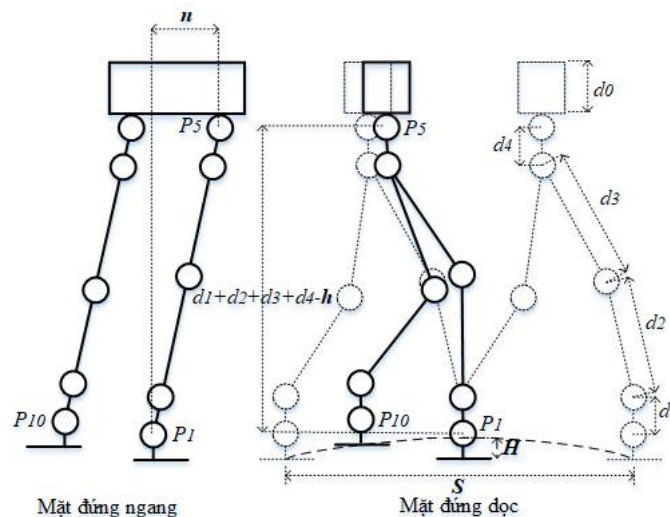 n
P5
P5
d0
d4
d3
d1+d2+d3+d4-h
d2
d
P10
P1
P10
P1
H
S
Mặt đứng ngang
Mặt đứng dọc